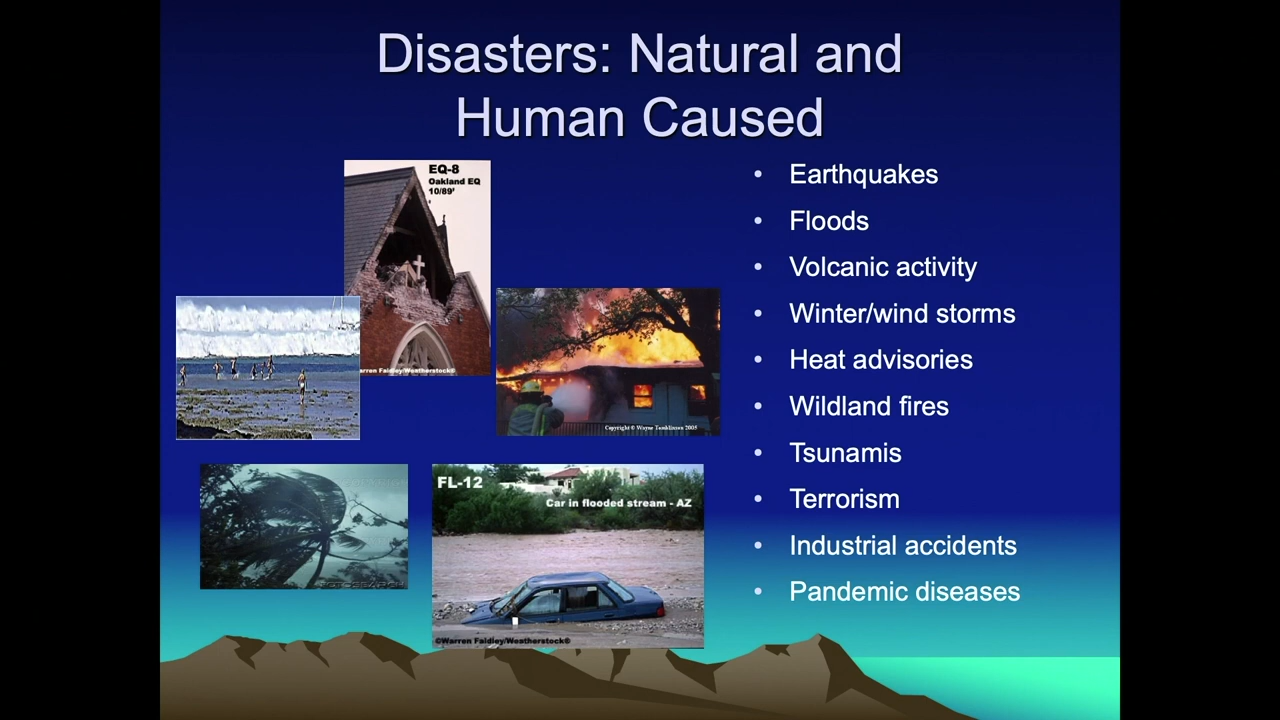 Disasters: Natural and
Human Caused
EQ-8
Oakland EQ
10/89'
arren Faidley/Weatherstock®
Copyright © Wayne Tomlinson 2005
FL-12
Car in flooded stream - AZ
©Warren Faidley/Weatherstock®
• Earthquakes
• Floods
• Volcanic activity
• Winter/wind storms
• Heat advisories
• Wildland fires
• Tsunamis
• Terrorism
• Industrial accidents
• Pandemic diseases